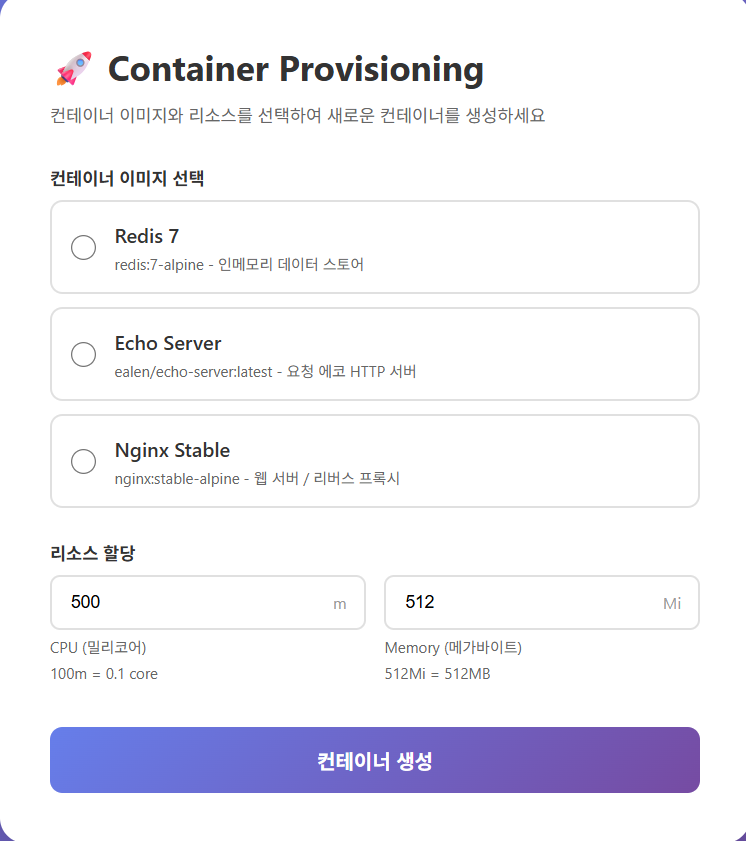 🚀 Container Provisioning
컨테이너 이미지와 리소스를 선택하여 새로운 컨테이너를 생성하세요
컨테이너 이미지 선택
Redis 7
redis:7-alpine - 인메모리 데이터 스토어
Echo Server
ealen/echo-server:latest - 요청 에코 HTTP 서버
Nginx Stable
nginx:stable-alpine - 웹 서버 / 리버스 프록시
리소스 할당
500 m
512 Mi
CPU (밀리코어)
Memory (메가바이트)
100m = 0.1 core
512Mi = 512MB
컨테이너 생성